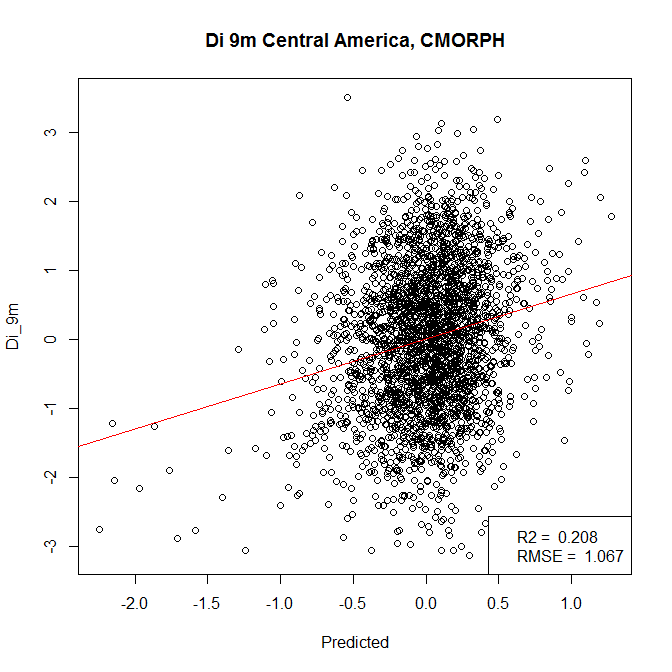 Di 9m Central America, CMORPH
Di_9m
3
2
1
0
-1
-2
-3
R2 = 0.208
RMSE = 1.067
-2.0 -1.5 -1.0 -0.5 0.0 0.5 1.0
Predicted